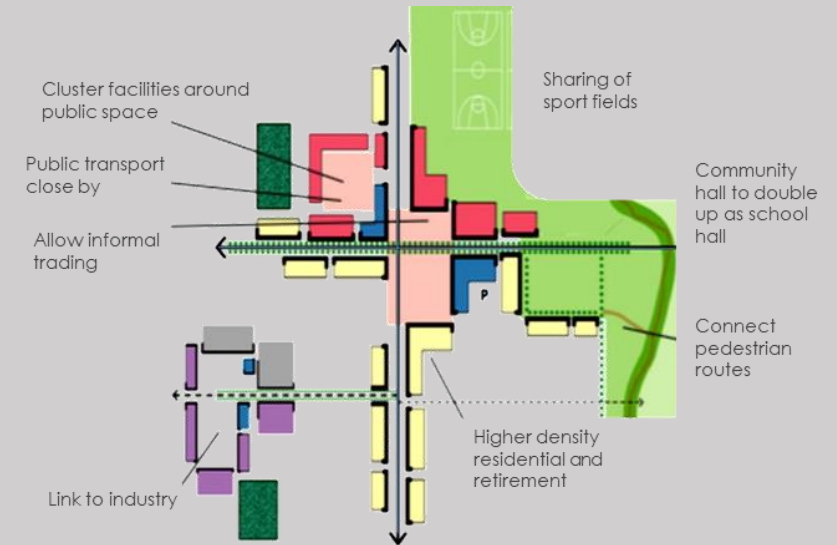 Cluster facilities around
public space
Public transport
close by
Allow informal
trading
Sharing of
sport fields
Community
hall to double
up as school
hall
P
Connect
pedestrian
routes
Higher density
residential and
retirement
Link to industry